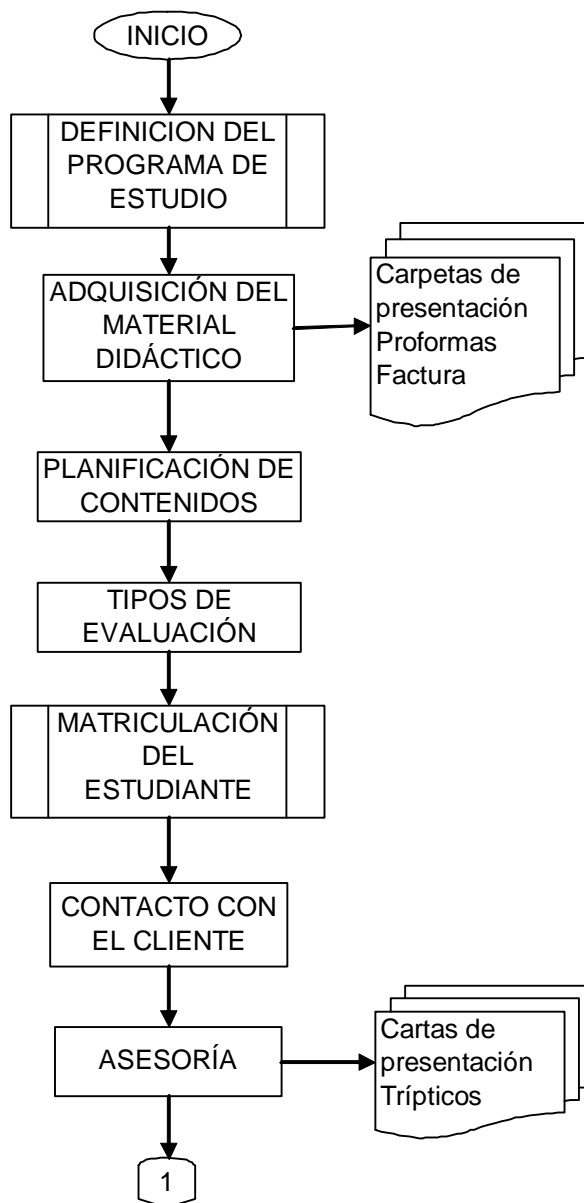 INICIO
DEFINICION DEL
PROGRAMA DE
ESTUDIO
ADQUISICIÓN DEL
MATERIAL
DIDÁCTICO
Carpetas de
presentación
Proformas
Factura
PLANIFICACIÓN DE
CONTENIDOS
TIPOS DE
EVALUACIÓN
MATRICULACIÓN
DEL
ESTUDIANTE
CONTACTO CON
EL CLIENTE
ASESORÍA
Cartas de
presentación
Trípticos
1